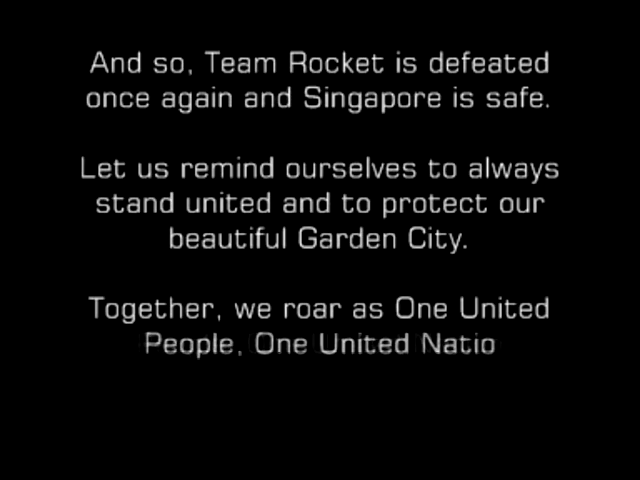 And so, Team Rocket is defeated
once again and Singapore is safe.
Let us remind ourselves to always
stand united and to protect our
beautiful Garden City.
Together, we roar as One United
People, One United Natio